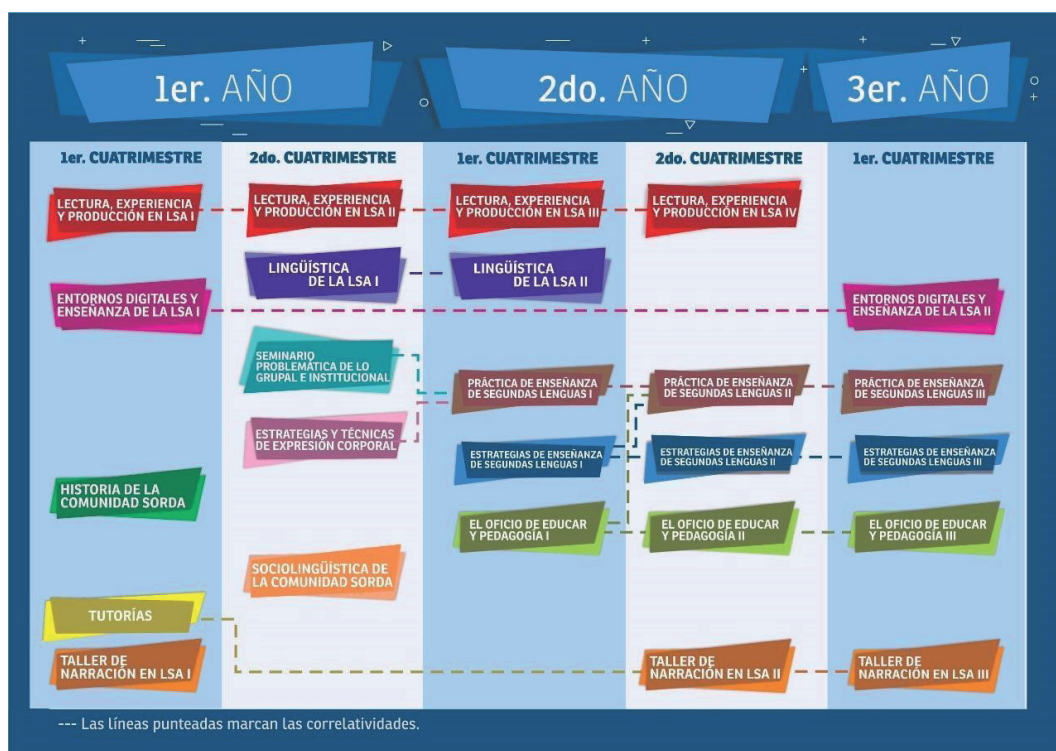 1er. AÑO
2do. AÑO
3er. AÑO
1er. CUATRIMESTRE
2do. CUATRIMESTRE
1er. CUATRIMESTRE
2do. CUATRIMESTRE
1er. CUATRIMESTRE
LECTURA, EXPERIENCIA
Y PRODUCCIÓN EN LSA I
LECTURA, EXPERIENCIA
Y PRODUCCIÓN EN LSA II
LECTURA, EXPERIENCIA
Y PRODUCCIÓN EN LSA III
LECTURA, EXPERIENCIA
Y PRODUCCIÓN EN LSA IV
LINGÜÍSTICA
DE LA LSA I
LINGÜÍSTICA
DE LA LSA II
ENTORNOS DIGITALES Y
ENSEÑANZA DE LA LSA I
ENTORNOS DIGITALES Y
ENSEÑANZA DE LA LSA II
SEMINARIO
PROBLEMÁTICA DE LO
GRUPAL E INSTITUCIONAL
PRÁCTICA DE ENSEÑANZA
DE SEGUNDAS LENGUAS I
PRÁCTICA DE ENSEÑANZA
DE SEGUNDAS LENGUAS II
PRÁCTICA DE ENSEÑANZA
DE SEGUNDAS LENGUAS III
ESTRATEGIAS Y TÉCNICAS
DE EXPRESIÓN CORPORAL
ESTRATEGIAS DE ENSEÑANZA
DE SEGUNDAS LENGUAS I
ESTRATEGIAS DE ENSEÑANZA
DE SEGUNDAS LENGUAS II
ESTRATEGIAS DE ENSEÑANZA
DE SEGUNDAS LENGUAS III
HISTORIA DE LA
COMUNIDAD SORDA
EL OFICIO DE EDUCAR
Y PEDAGOGÍA I
EL OFICIO DE EDUCAR
Y PEDAGOGÍA II
EL OFICIO DE EDUCAR
Y PEDAGOGÍA III
SOCIOLINGÜÍSTICA DE
LA COMUNIDAD SORDA
TUTORÍAS
TALLER DE
NARRACIÓN EN LSA I
TALLER DE
NARRACIÓN EN LSA II
TALLER DE
NARRACIÓN EN LSA III
--- Las líneas punteadas marcan las correlatividades.